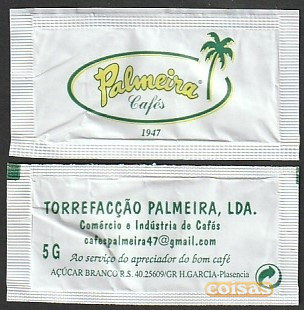 Palmeira®
Cafés
1947
TORREFACÇÃO PALMEIRA, LDA.
Comércio e Indústria de Cafés
cafespalmeira47@gmail.com
5G
Ao serviço do apreciador do bom café
AÇÚCAR BRANCO R.S. 40.25609/GR H.GARCIA-Plasencia
coisas